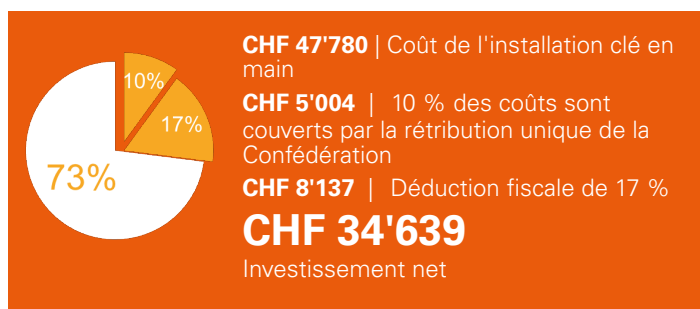 10%
17%
73%
CHF 47'780 | Coût de l'installation clé en
main
CHF 5'004 | 10 % des coûts sont
couverts par la rétribution unique de la
Confédération
CHF 8'137 | Déduction fiscale de 17 %
CHF 34'639
Investissement net